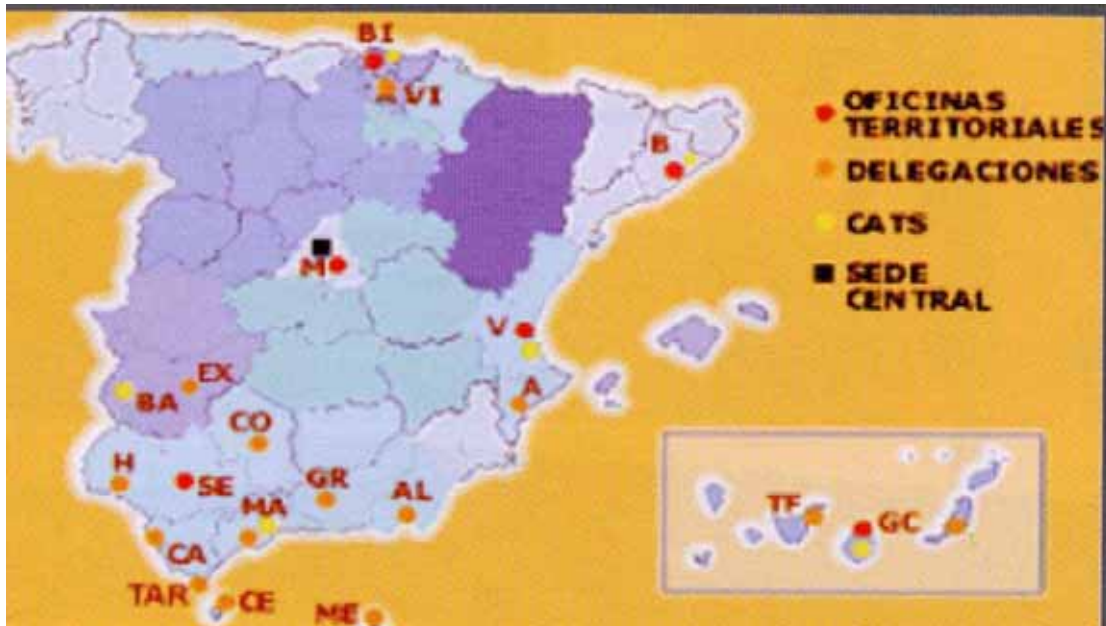 BI
VI
B
OFICINAS
TERRITORIALES
DELEGACIONES
CATS
SEDE
CENTRAL
M
V
EX
BA
A
CO
H
SE
GR
AL
MA
CA
TAR
CE
ME
TF
GC